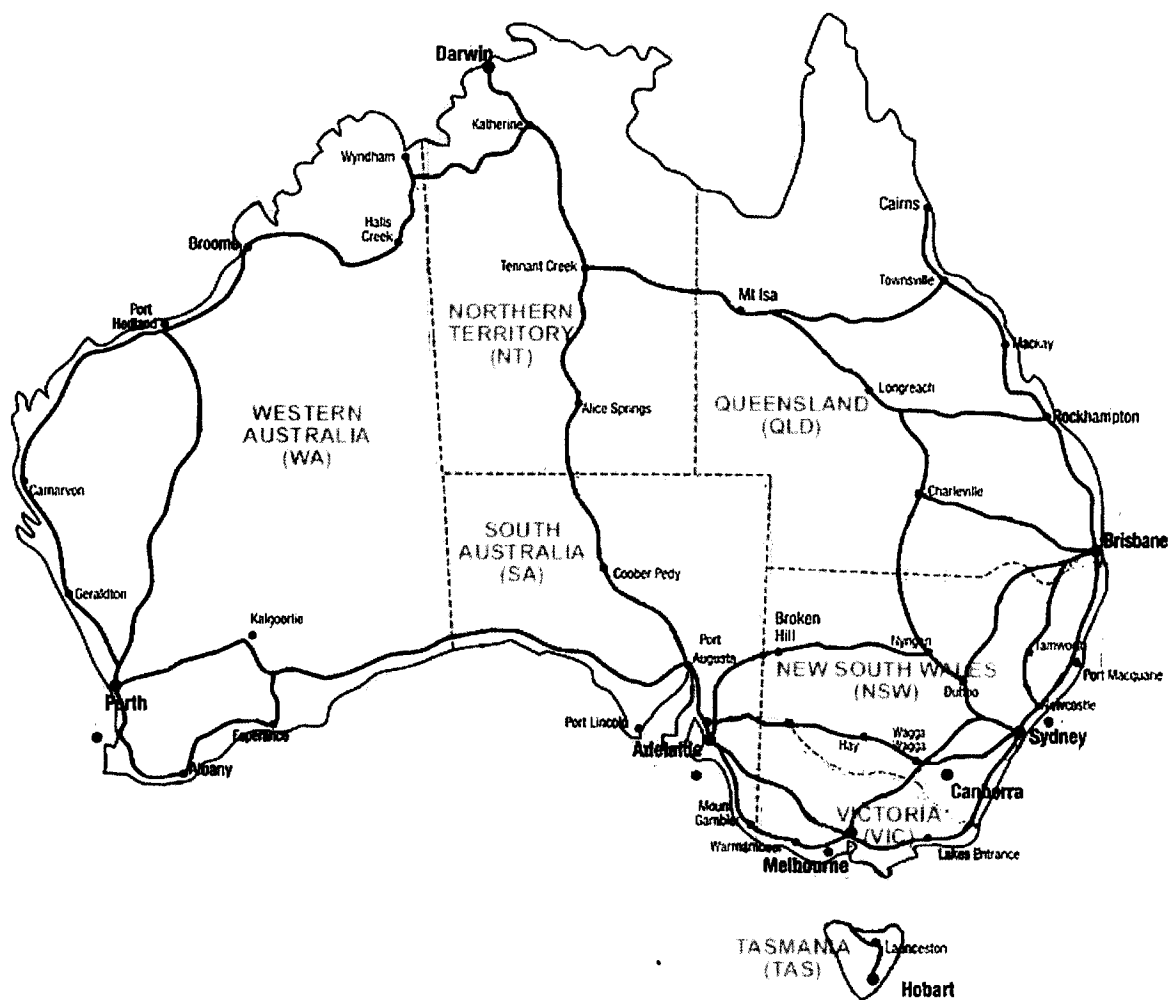 Darwin
Katherine
Wyndham
Halls
Creek
Cairns
Broome
Tennant Creek
Townsville
Mt Isa
Port
Hedland
NORTHERN
TERRITORY
(NT)
Mackay
Longreach
QUEENSLAND
(QLD)
Alice Springs
WESTERN
AUSTRALIA
(WA)
Rockhampton
Carnarvon
Charleville
SOUTH
AUSTRALIA
(SA)
Brisbane
Coober Pedy
Geraldton
Kalgoorlie
Broken
Hill
Port
Augusta
Nyngan
Tamworth
NEW SOUTH WALES
(NSW)
Port Macquarie
Dubbo
Newcastle
Perth
Port Lincoln
Esperance
Adelaide
Hay
Wagga
Wagga
Sydney
Albany
Canberra
Mount
Gambier
VICTORIA
(VIC)
Warrnambool
Melbourne
Lakes Entrance
TASMANIA
(TAS)
Launceston
Hobart